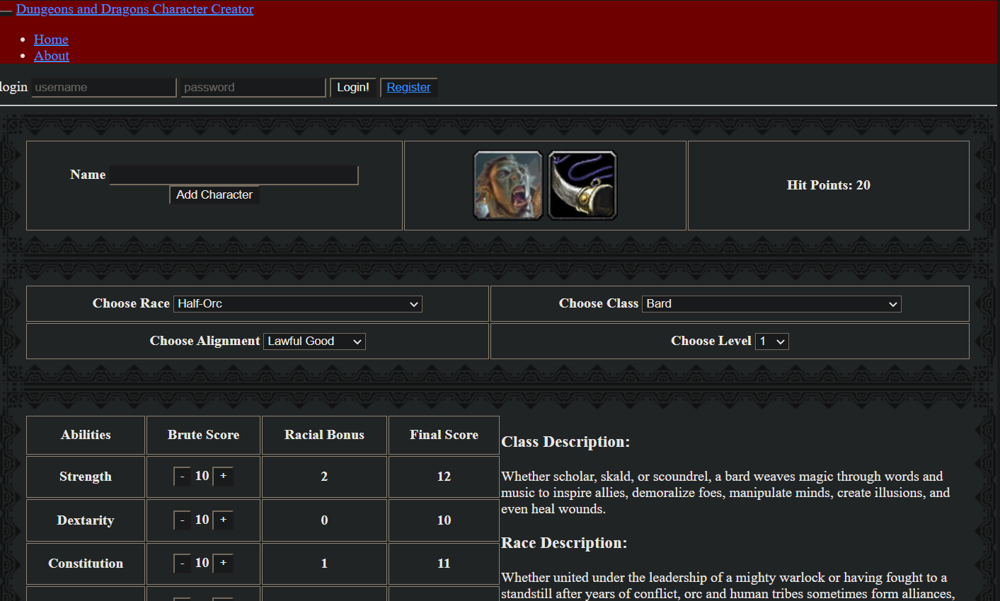 Dungeons and Dragons Character Creator
Home
About
login username password Login! Register
Name
Add Character
Hit Points: 20
Choose Race Half-Orc Choose Class Bard
Choose Alignment Lawful Good Choose Level 1
Abilities Brute Score Racial Bonus Final Score
Strength - 10 + 2 12
Dextarity - 10 + 0 10
Constitution - 10 + 1 11
Class Description:
Whether scholar, skald, or scoundrel, a bard weaves magic through words and
music to inspire allies, demoralize foes, manipulate minds, create illusions, and
even heal wounds.
Race Description:
Whether united under the leadership of a mighty warlock or having fought to a
standstill after years of conflict, orc and human tribes sometimes form alliances,